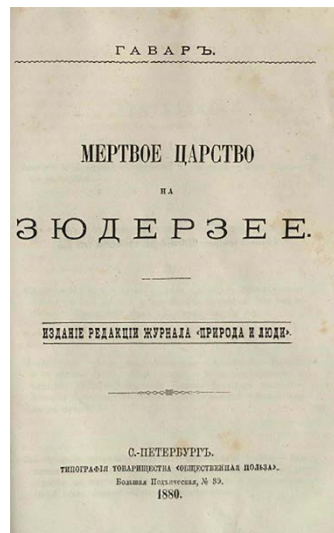 ГАВАРЪ.
МЕРТВОЕ ЦАРСТВО
НА
ЗЮДЕРЗЕЕ.
ИЗДАНІЕ РЕДАКЦІИ ЖУРНАЛА «ПРИРОДА И ЛЮДИ».
С.-ПЕТЕРБУРГЪ.
ТИПОГРАФІЯ ТОВАРИЩЕСТВА «ОБЩЕСТВЕННАЯ ПОЛЬЗА».
Большая Подъяческая, № 39.
1880.